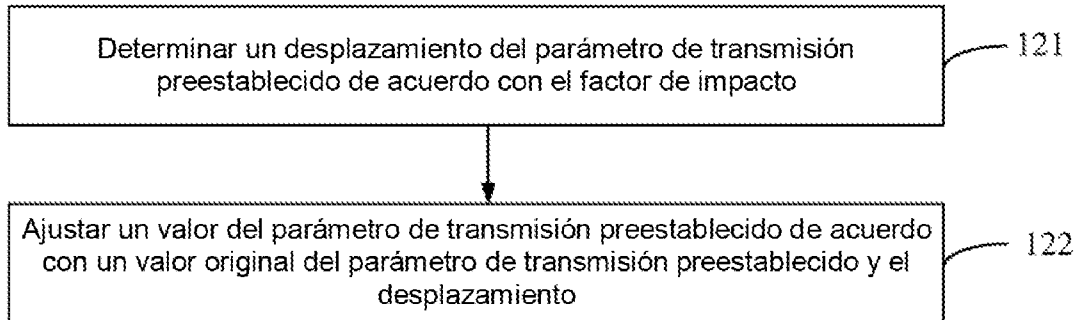 Determinar un desplazamiento del parámetro de transmisión
preestablecido de acuerdo con el factor de impacto
121
Ajustar un valor del parámetro de transmisión preestablecido de acuerdo
con un valor original del parámetro de transmisión preestablecido y el
desplazamiento
122